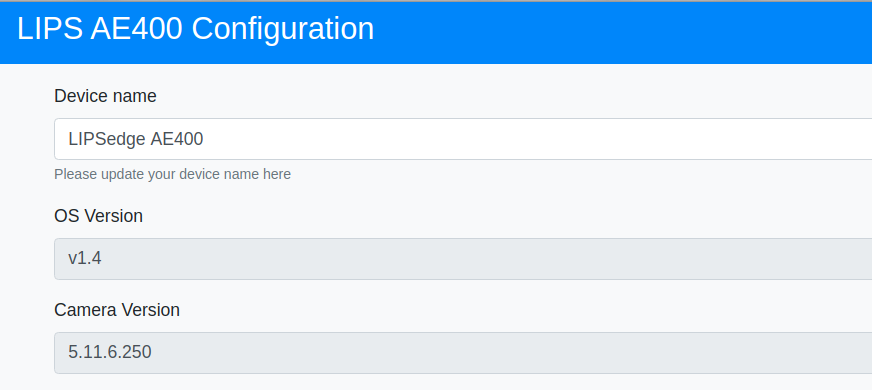 LIPS AE400 Configuration
Device name
LIPSedge AE400
Please update your device name here
OS Version
v1.4
Camera Version
5.11.6.250